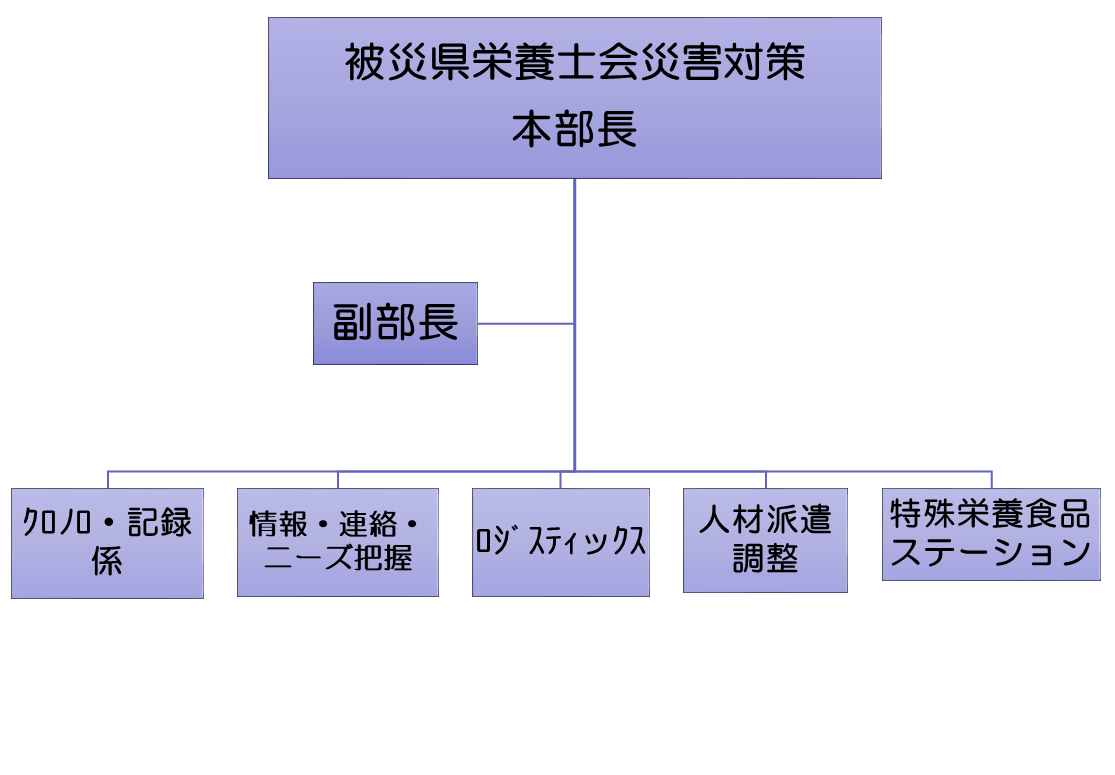 被災県栄養士会災害対策
本部長
副部長
ｸﾛﾉﾛ・記録
係
情報・連絡・
ニーズ把握
ﾛｼﾞｽﾃｨｯｸｽ
人材派遣
調整
特殊栄養食品
ステーション